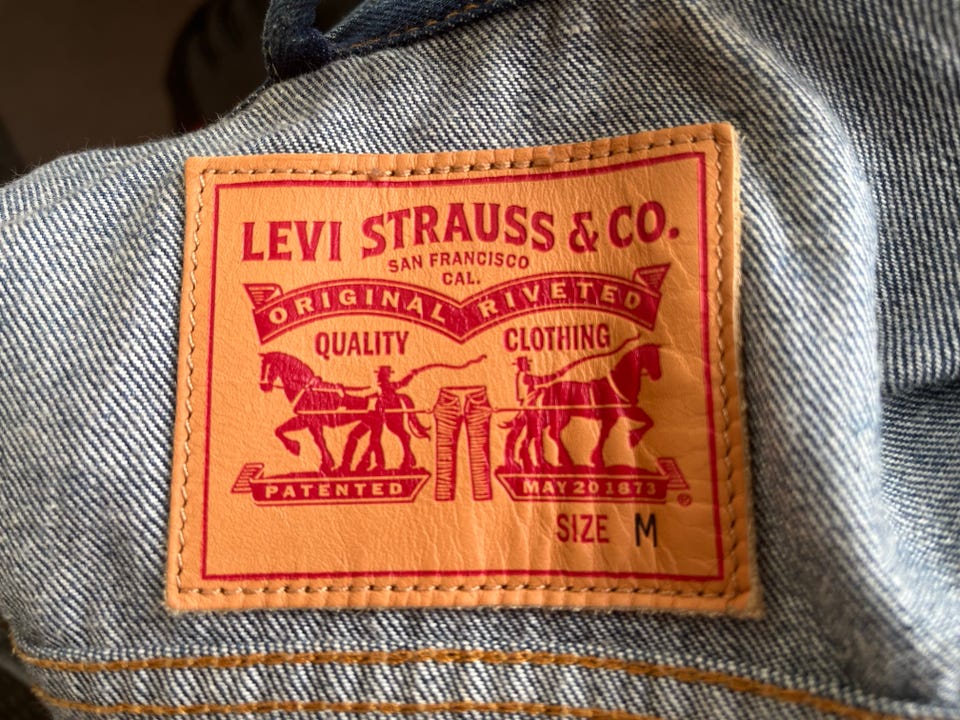 LEVI STRAUSS & CO.
SAN FRANCISCO
CAL.
ORIGINAL RIVETED
QUALITY CLOTHING
PATENTED MAY 20 1873
®
SIZE M